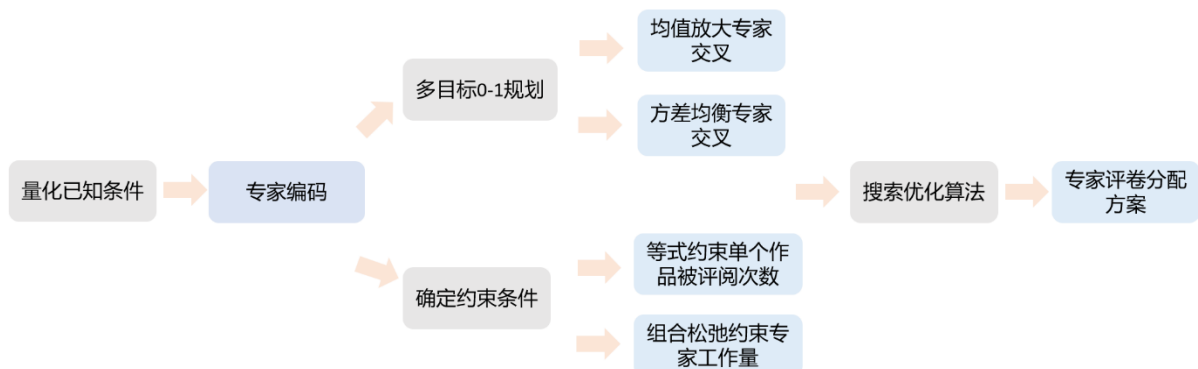 均值放大专家
交叉
多目标0-1规划
方差均衡专家
交叉
量化已知条件
专家编码
搜索优化算法
专家评卷分配
方案
等式约束单个作
品被评阅次数
确定约束条件
组合松弛约束专
家工作量